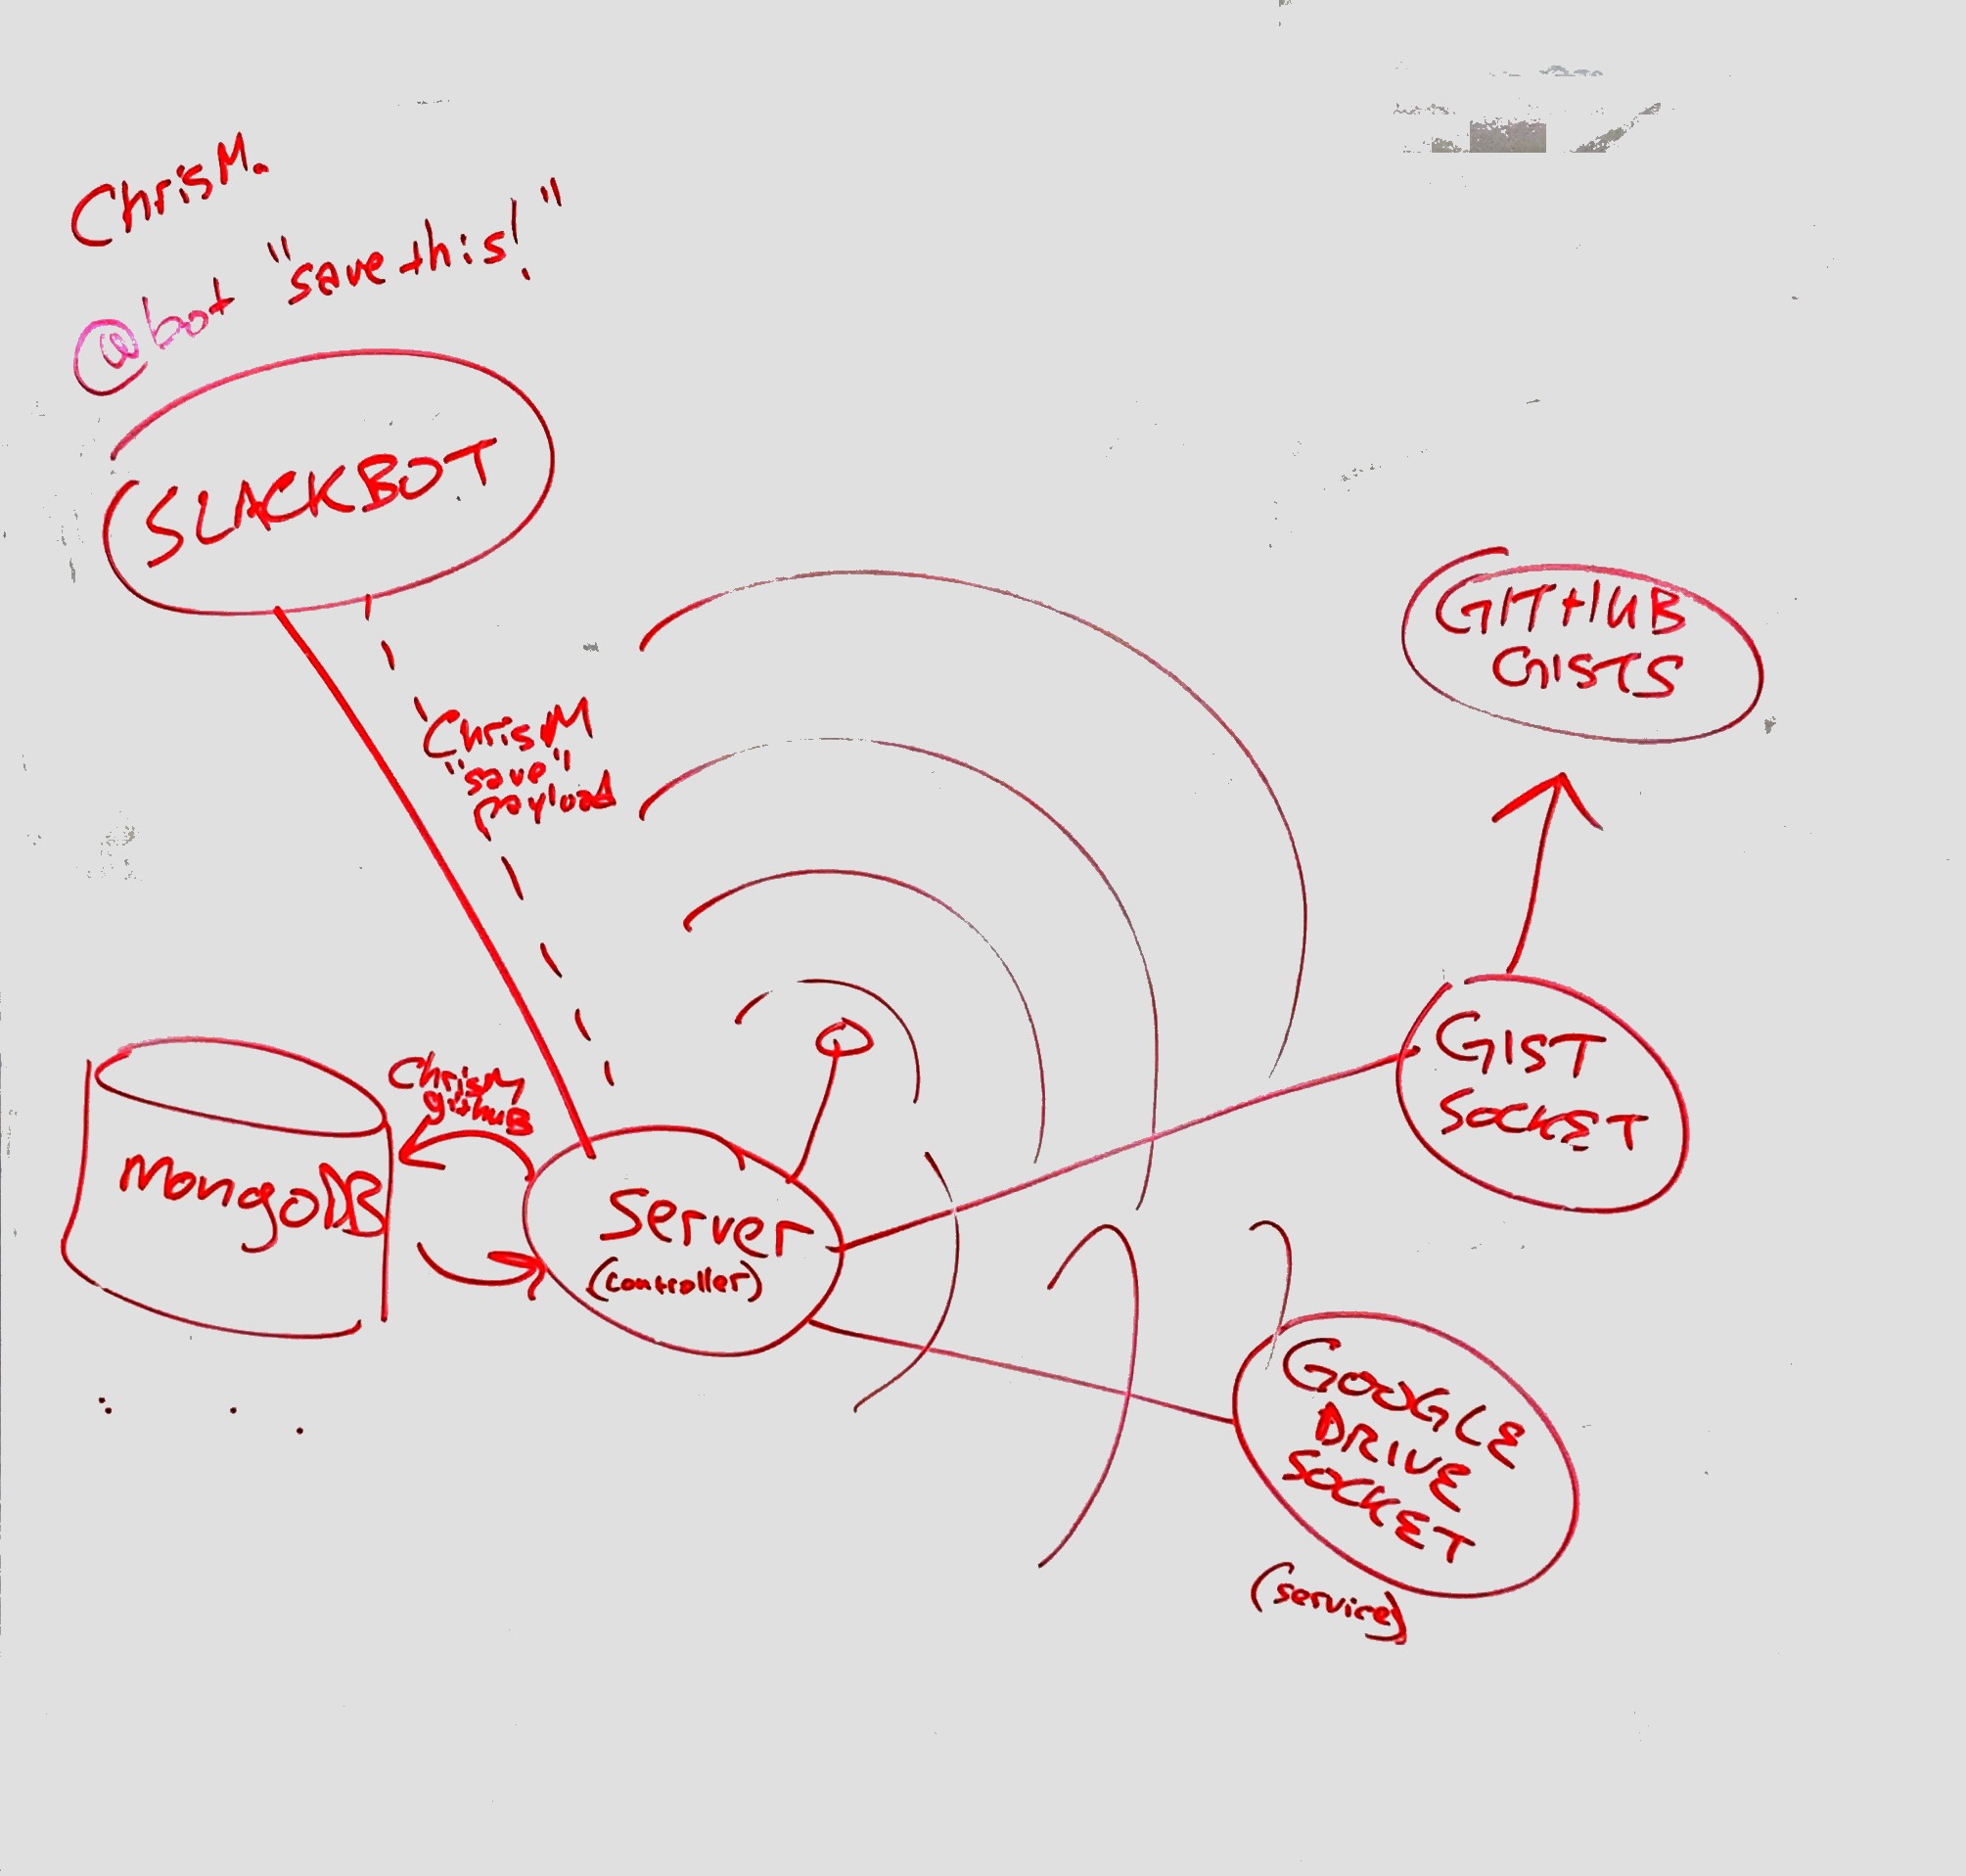 ChrisM.
@bot "save this!"
SLACKBOT
ChrisM
"save"
payload
GITHUB
GISTS
GIST
SOCKET
ChrisM
github
MongoDB
Server
(controller)
GOOGLE
DRIVE
SOCKET
(service)